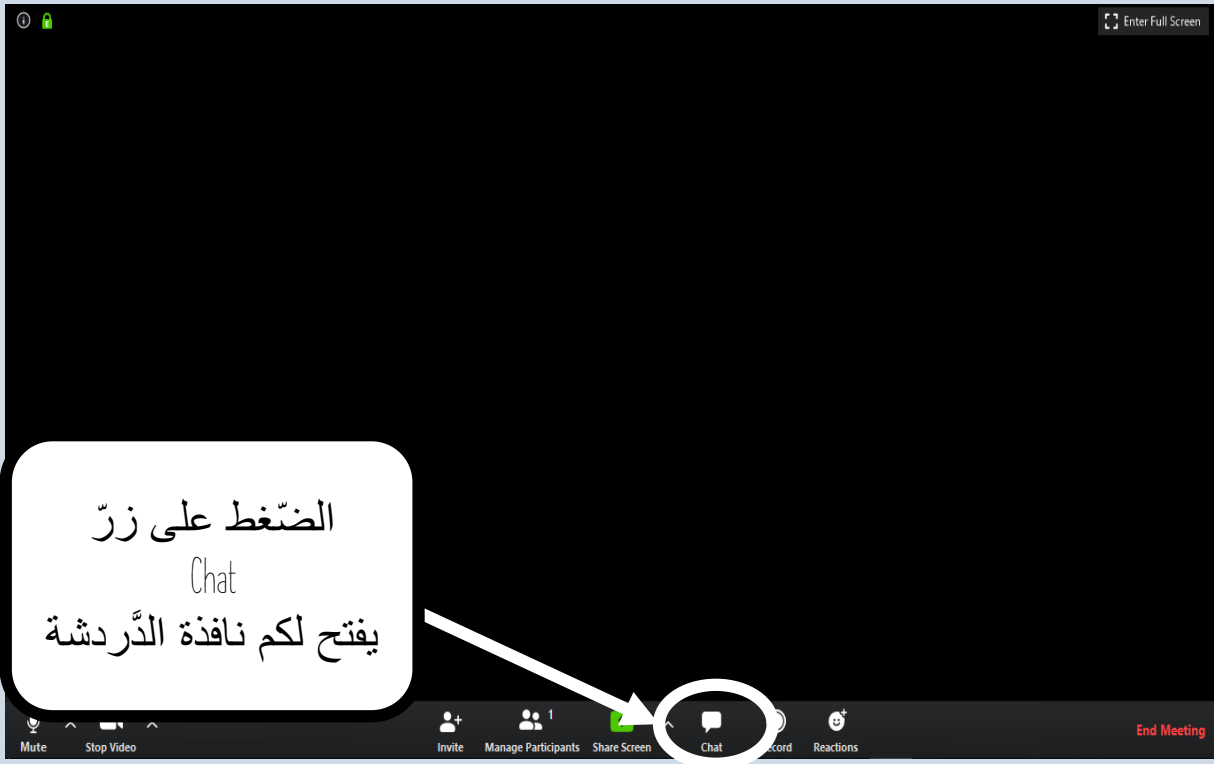 Enter Full Screen
الضّغط على زرّ
Chat
يفتح لكم نافذة الدَّردشة
1
Mute
Stop Video
Invite
Manage Participants
Share Screen
Chat
Reactions
End Meeting